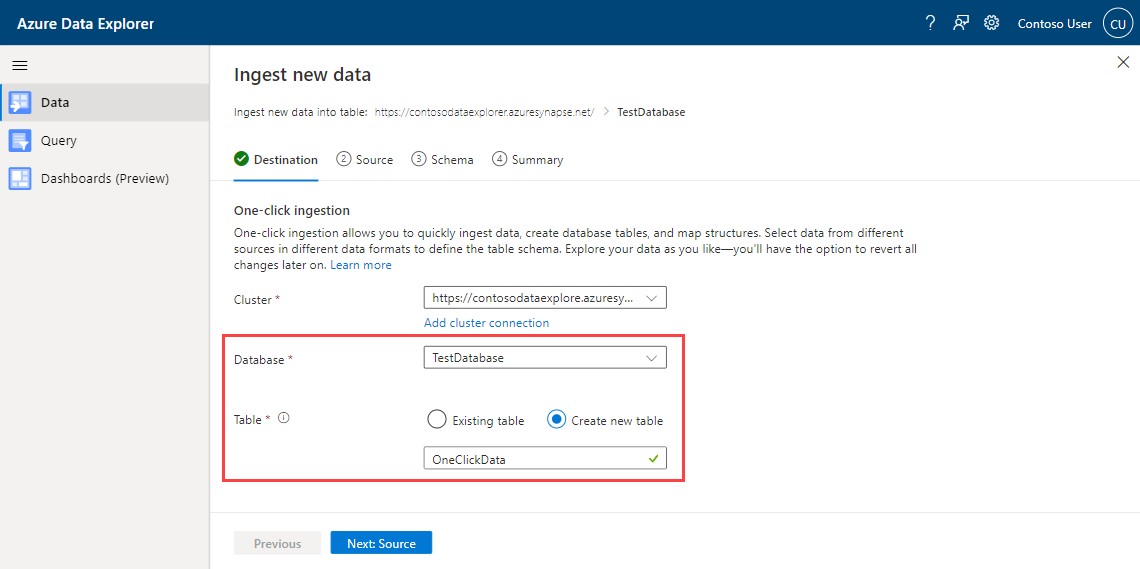 Azure Data Explorer
? Contoso User CU
Ingest new data
Data
Ingest new data into table: https://contosodataexplorer.azuresynapse.net/ > TestDatabase
Query
Destination 2 Source 3 Schema 4 Summary
Dashboards (Preview)
One-click ingestion
One-click ingestion allows you to quickly ingest data, create database tables, and map structures. Select data from different
sources in different data formats to define the table schema. Explore your data as you like—you'll have the option to revert all
changes later on. Learn more
Cluster * https://contosodataexplore.azuresy...
Add cluster connection
Database * TestDatabase
Table * Existing table Create new table
OneClickData
Previous Next: Source